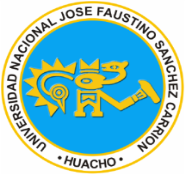 UNIVERSIDAD NACIONAL JOSE FAUSTINO SANCHEZ CARRION
• HUACHO •